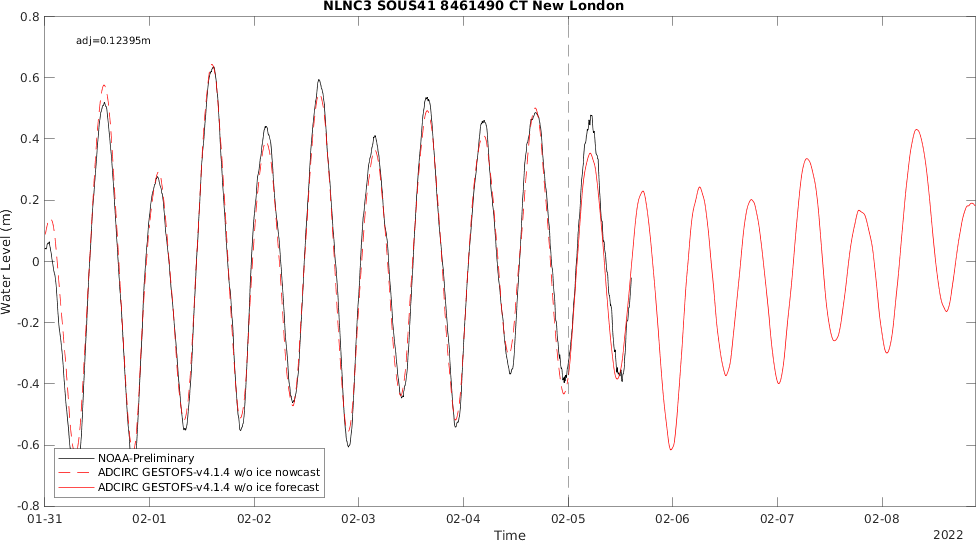 NLNC3 SOUS41 8461490 CT New London
adj=0.12395m
0.8
0.6
0.4
0.2
0
-0.2
-0.4
-0.6
-0.8
Water Level (m)
NOAA-Preliminary
ADCIRC GESTOFS-v4.1.4 w/o ice nowcast
ADCIRC GESTOFS-v4.1.4 w/o ice forecast
01-31 02-01 02-02 02-03 02-04 02-05 02-06 02-07 02-08
Time
2022